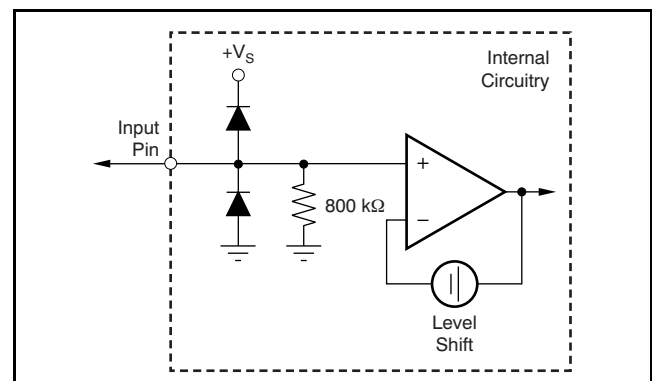 +VS
Internal
Circuitry
Input
Pin
+
800 kΩ
−
Level
Shift